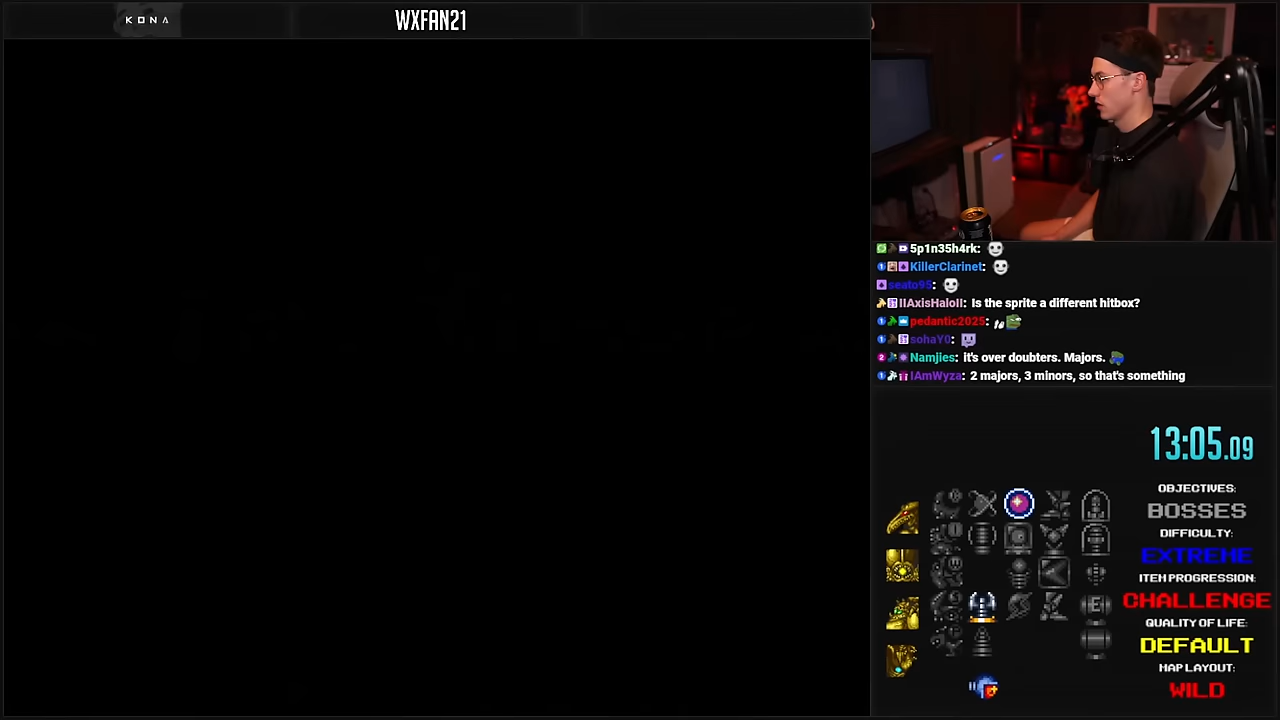 KONA
WXFAN21
5p1n35h4rk:
KillerClarinet:
seato95:
IIAxisHaloII: Is the sprite a different hitbox?
pedantic2025:
sohaY0:
Namjies: it's over doubters. Majors.
IAmWyza: 2 majors, 3 minors, so that's something
13:05.09
OBJECTIVES:
BOSSES
DIFFICULTY:
EXTREME
ITEM PROGRESSION:
CHALLENGE
QUALITY OF LIFE:
DEFAULT
MAP LAYOUT:
WILD